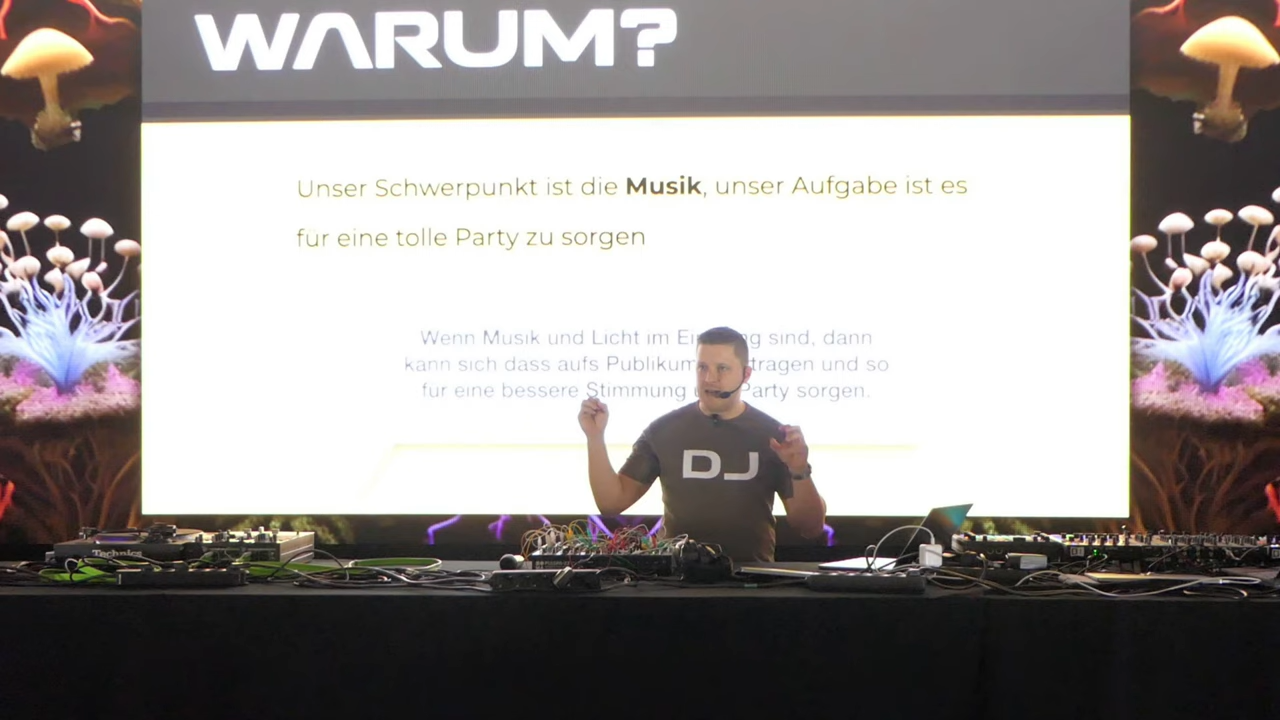 WARUM?
Unser Schwerpunkt ist die Musik, unser Aufgabe ist es
für eine tolle Party zu sorgen
Wenn Musik und Licht im sind, dann
kann sich dass aufs Publikum und so
für eine bessere Stimmung Party sorgen.
DJ
Technics